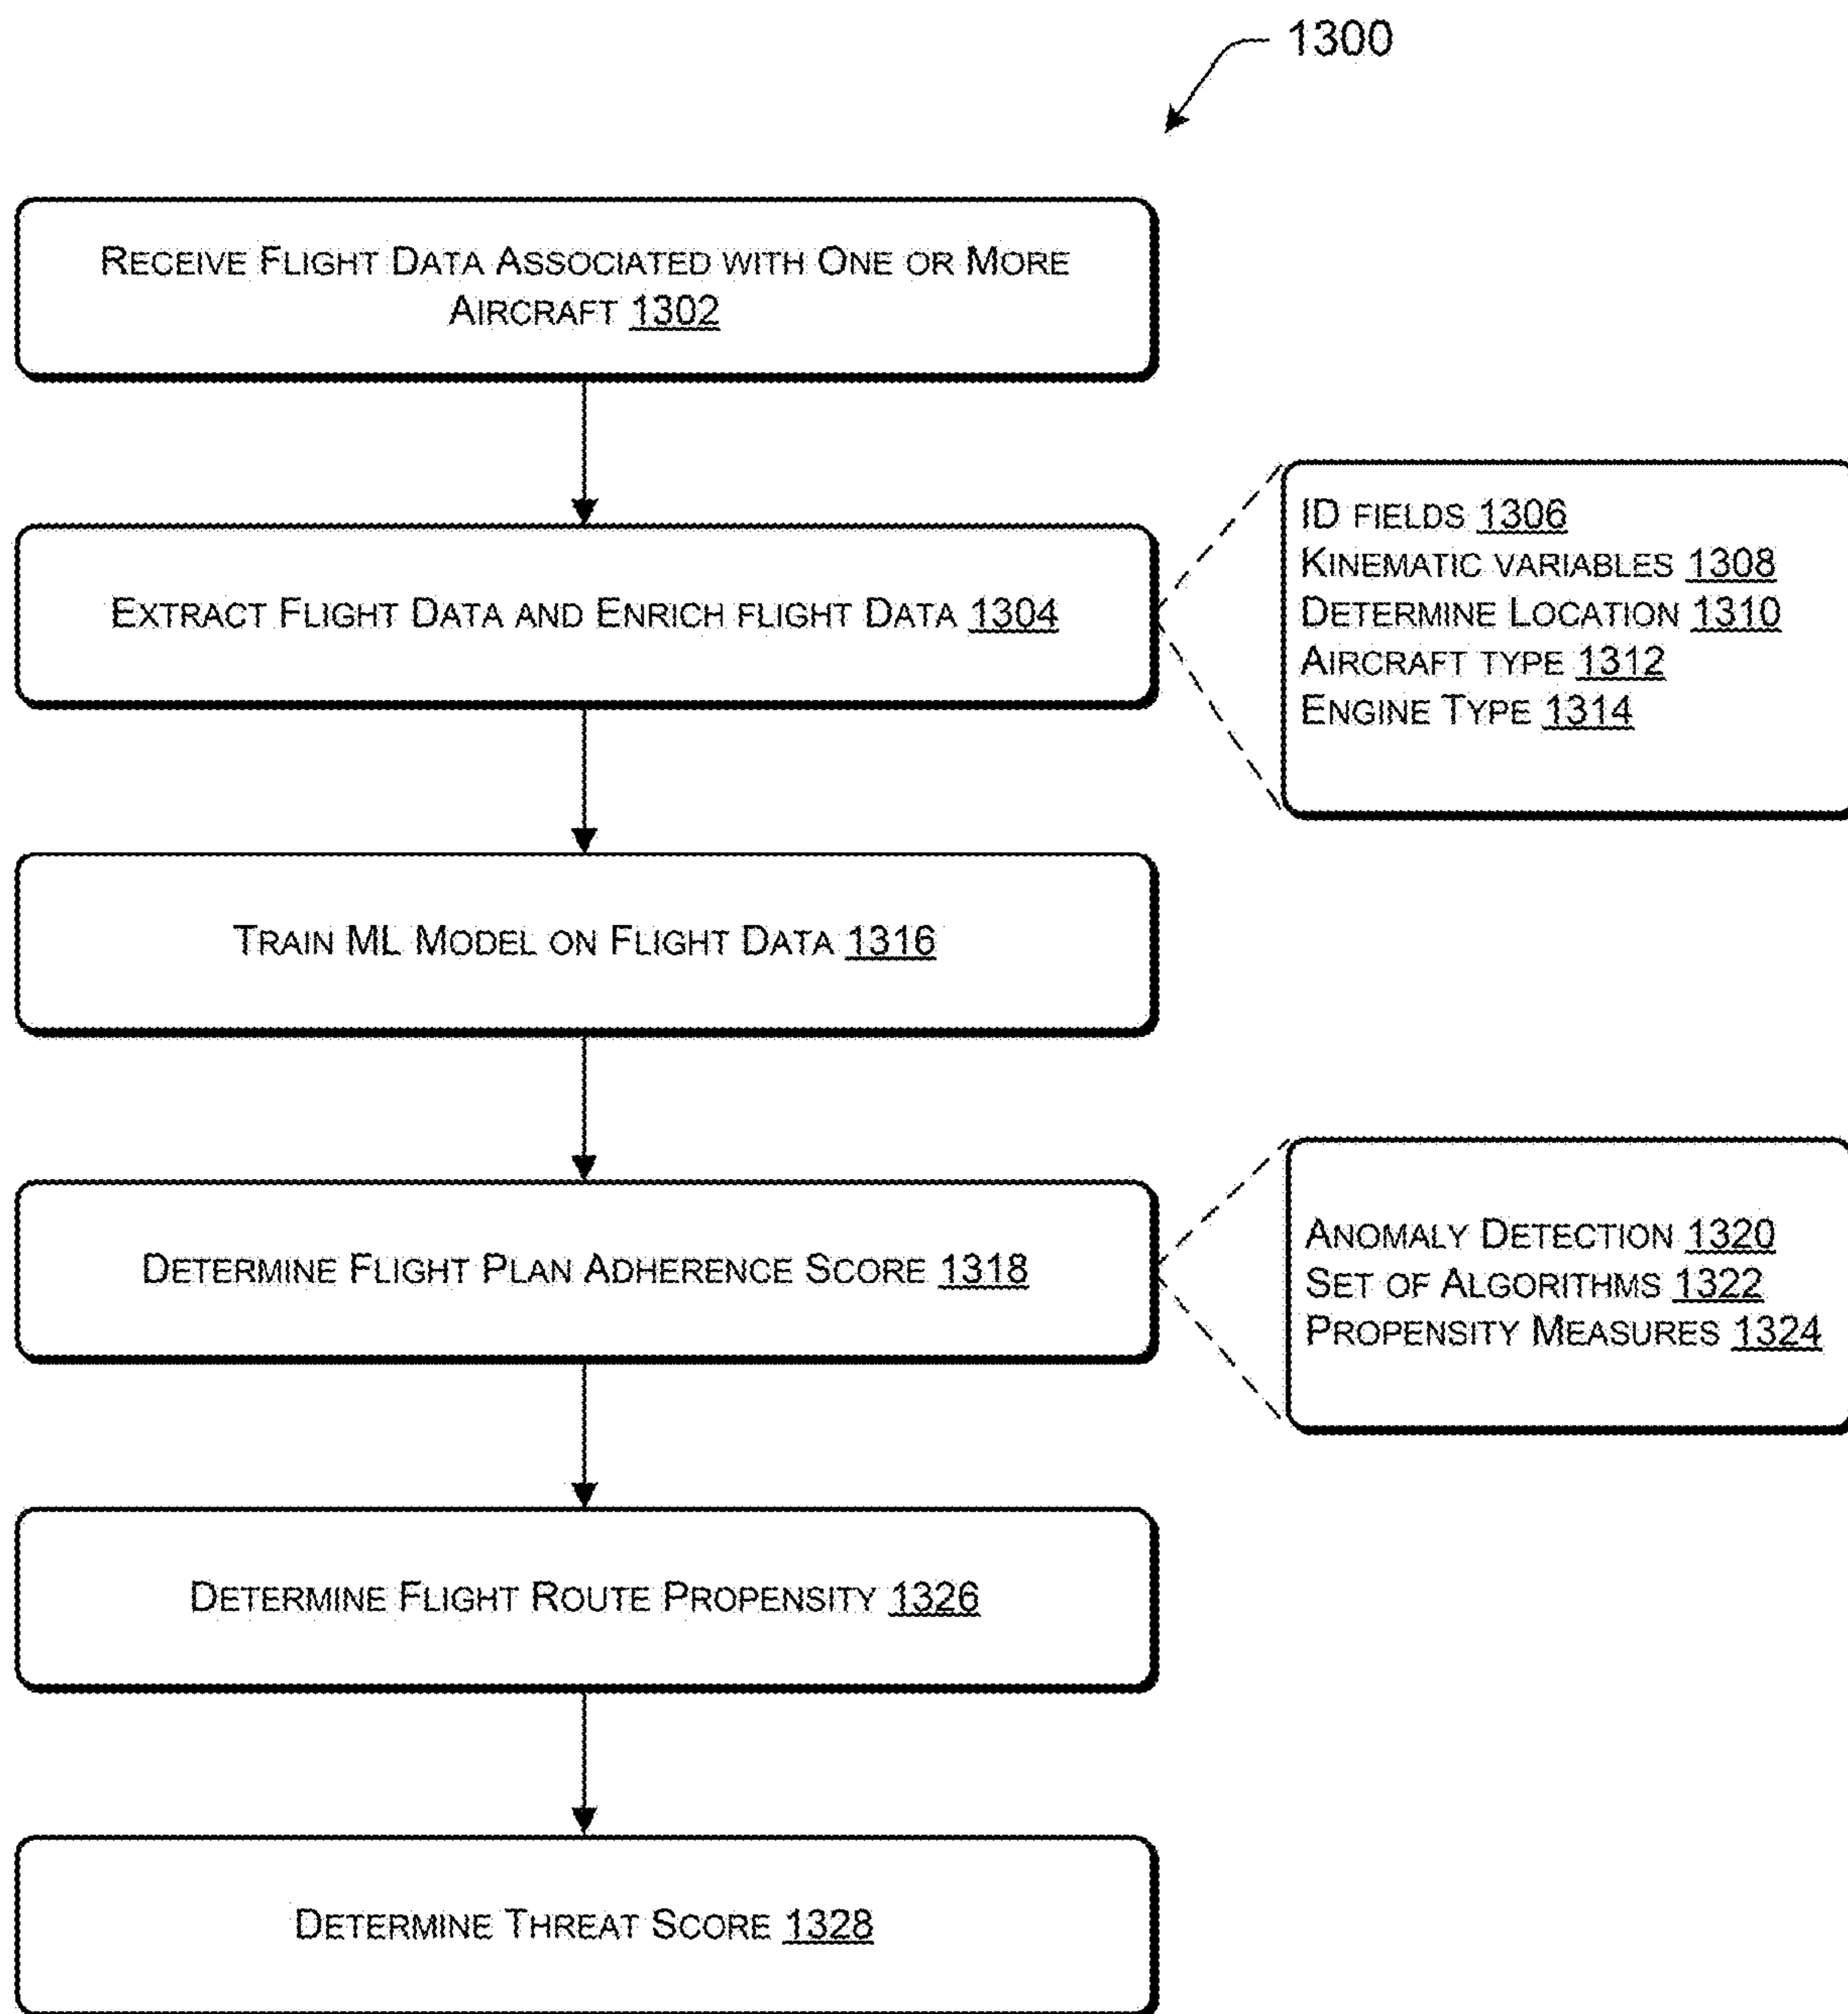 1300
Receive Flight Data Associated with One or More
Aircraft 1302
Extract Flight Data and Enrich flight Data 1304
ID fields 1306
Kinematic variables 1308
Determine Location 1310
Aircraft type 1312
Engine Type 1314
Train ML Model on Flight Data 1316
Determine Flight Plan Adherence Score 1318
Anomaly Detection 1320
Set of Algorithms 1322
Propensity Measures 1324
Determine Flight Route Propensity 1326
Determine Threat Score 1328